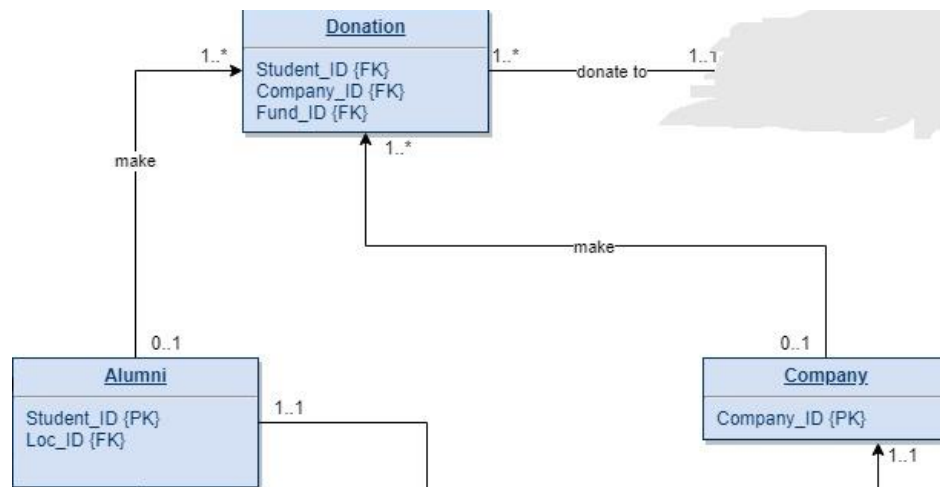 Donation
Student_ID {FK}
Company_ID {FK}
Fund_ID {FK}
1..*
1..*
donate to
make
1..*
make
0..1
0..1
Alumni
Student_ID {PK}
Loc_ID {FK}
1..1
Company
Company_ID {PK}
1..1